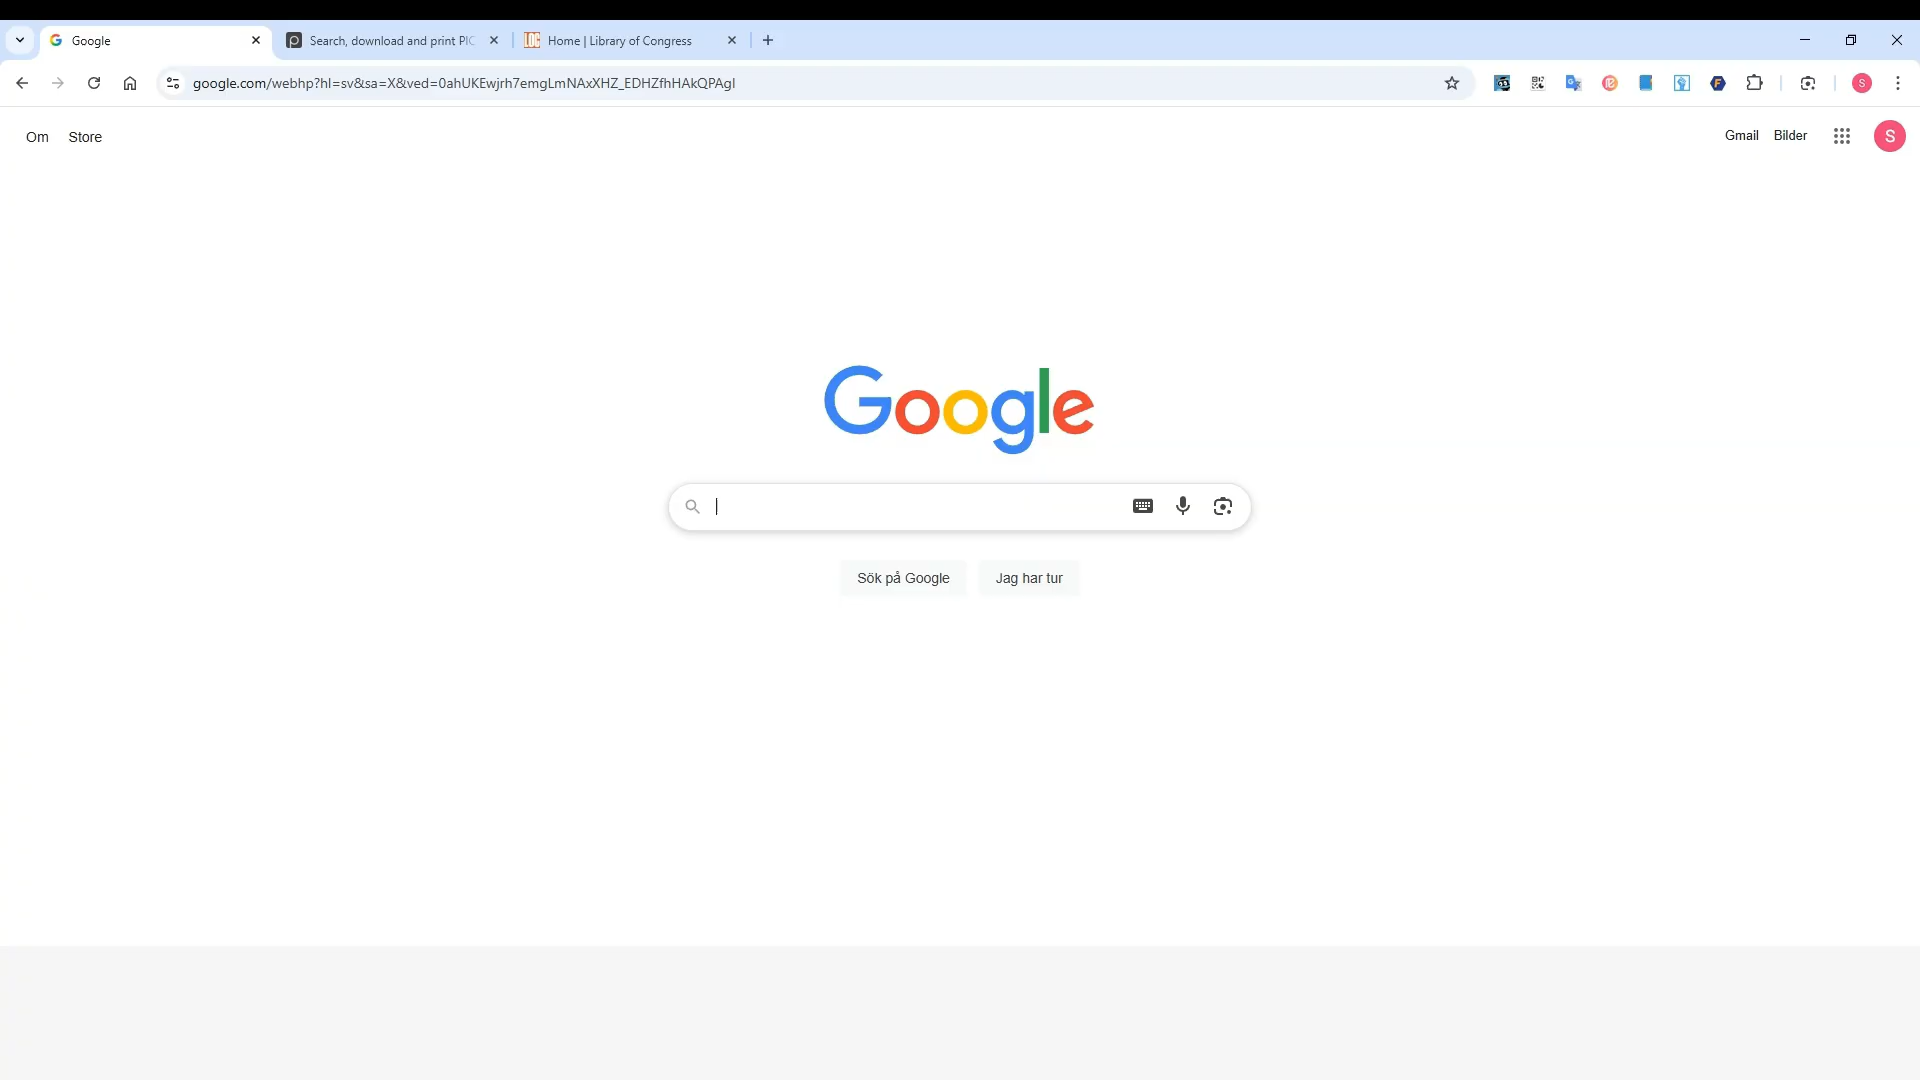 Google
Search, download and print PIC
Home | Library of Congress
google.com/webhp?hl=sv&sa=X&ved=0ahUKEwjrh7emgLmNAxXHZ_EDHZfhHAkQPAgI
S
Om
Store
Gmail
Bilder
S
Google
Sök på Google
Jag har tur